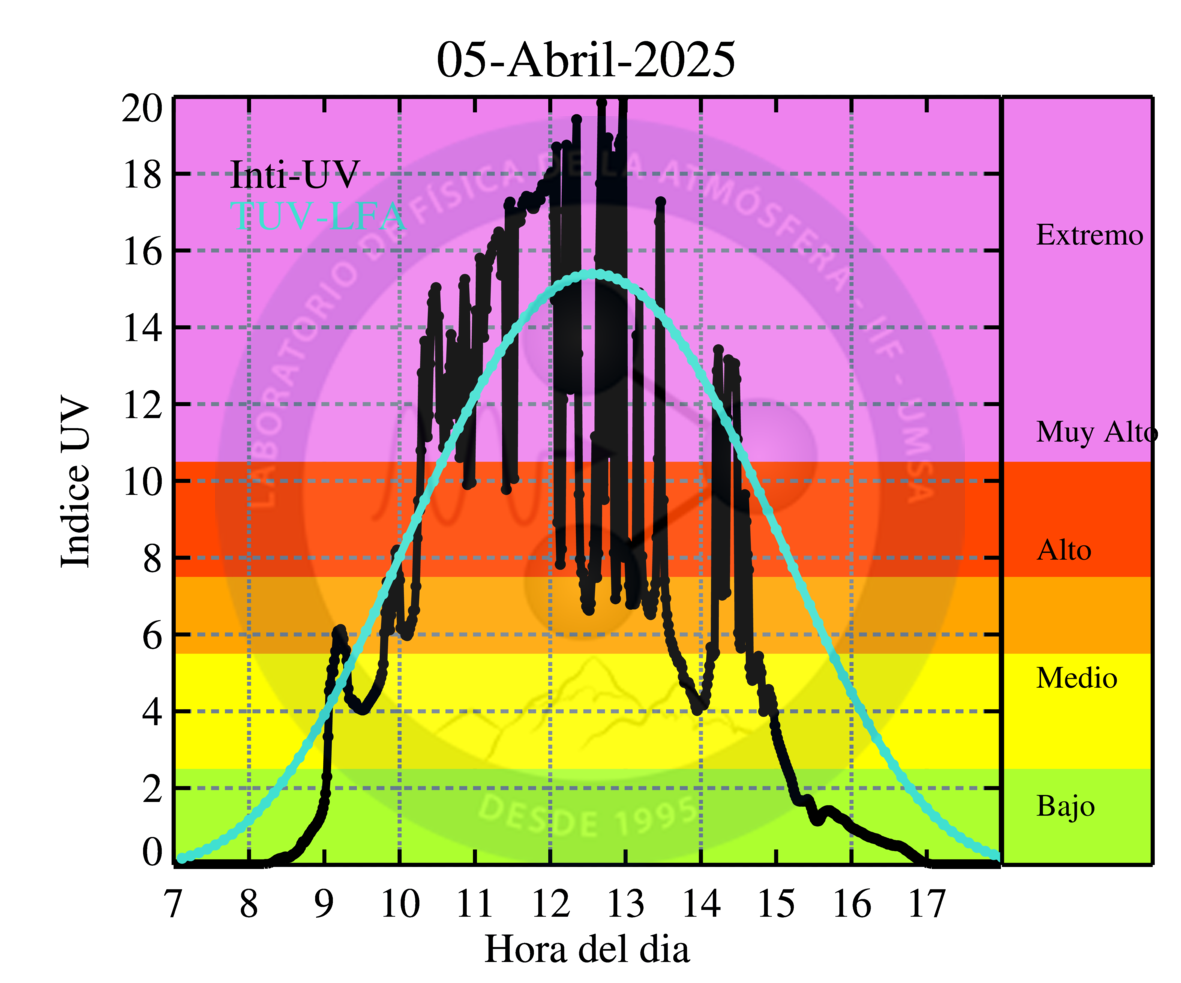 05-Abril-2025
20
18
16
14
12
10
8
6
4
2
0
Indice UV
Inti-UV
TUV-LFA
LABORATORIO DE FÍSICA DE LA ATMÓSFERA - IIF - UMSA
DESDE 1995
Extremo
Muy Alto
Alto
Medio
Bajo
7 8 9 10 11 12 13 14 15 16 17
Hora del dia